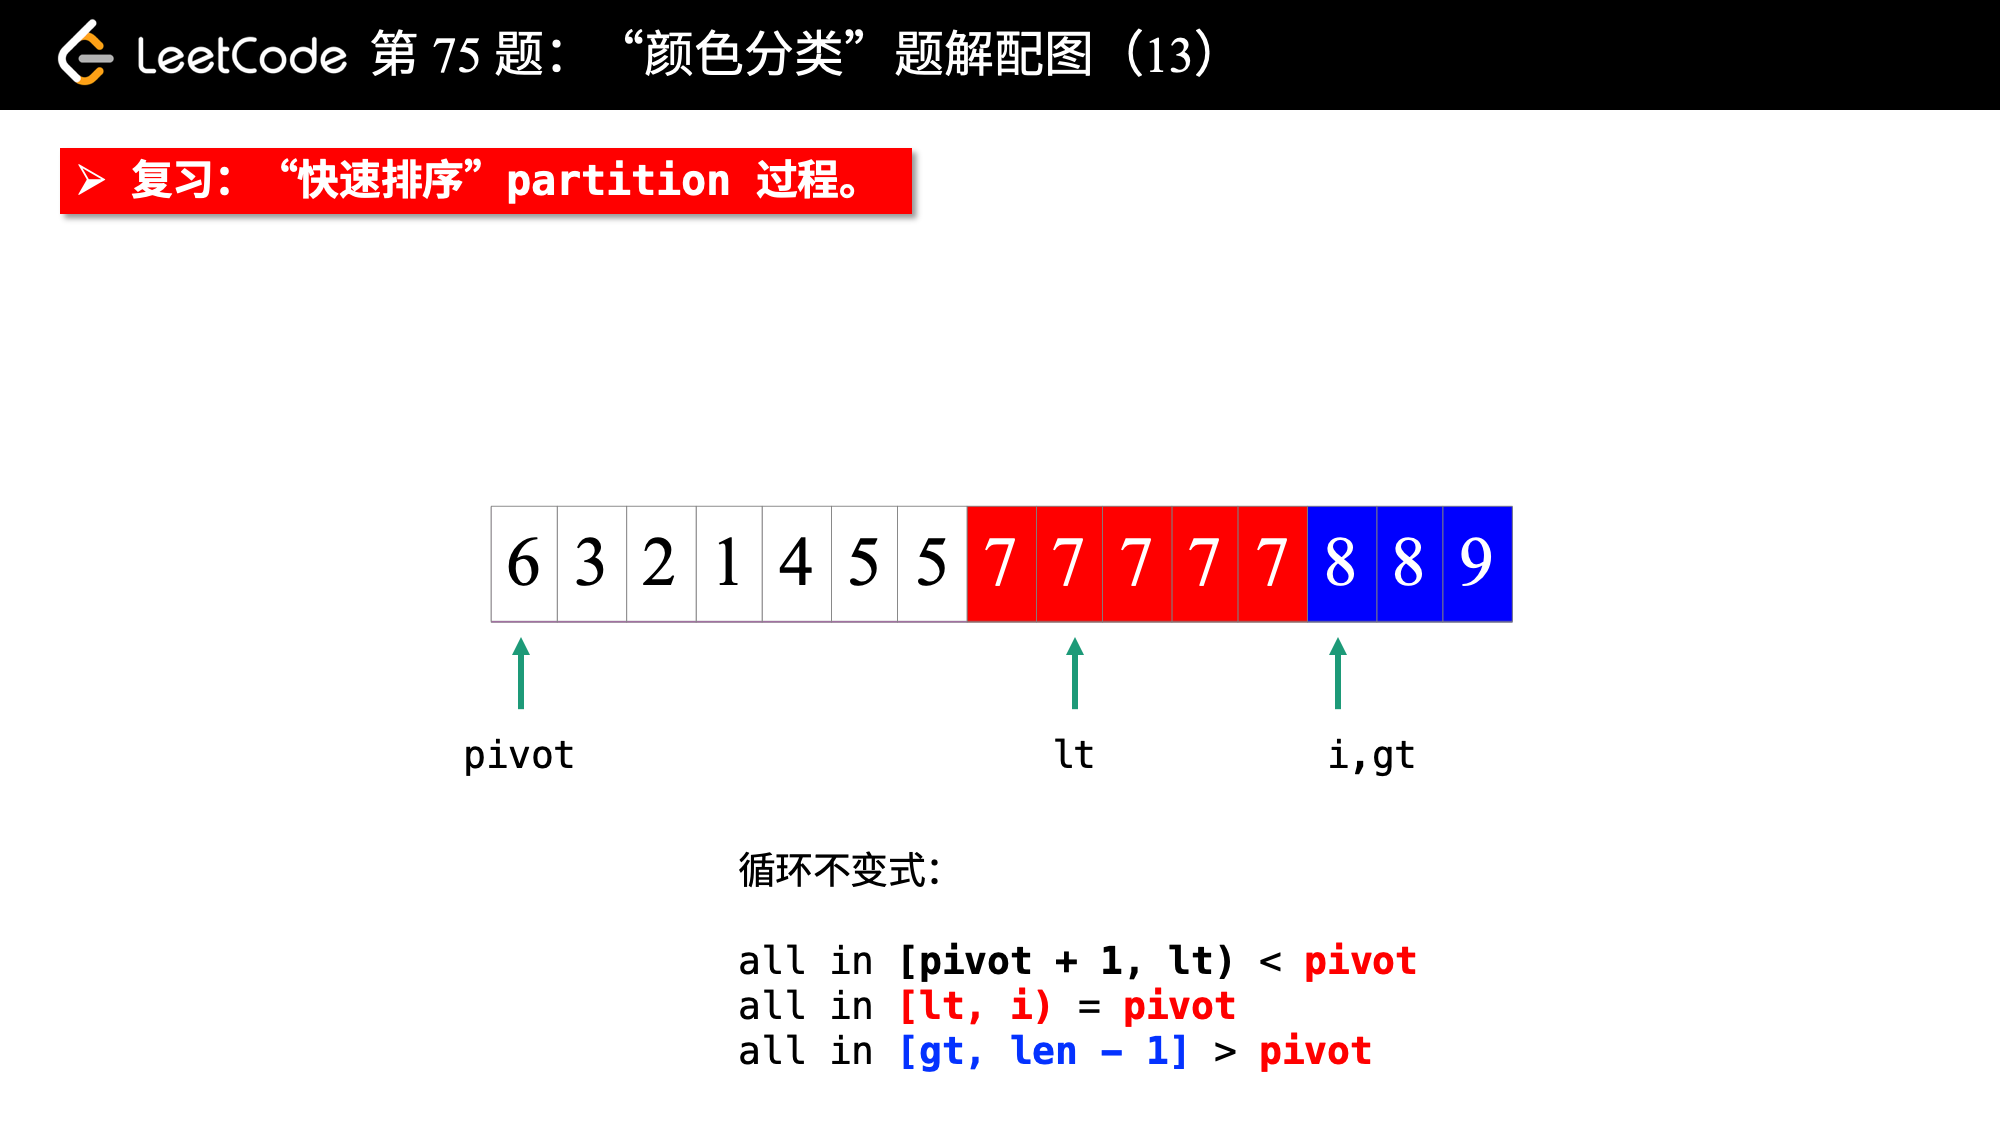 LeetCode 第 75 题：“颜色分类”题解配图（13）
➢ 复习：“快速排序”partition 过程。
6 3 2 1 4 5 5 7 7 7 7 7 8 8 9
pivot lt i,gt
循环不变式：
all in [pivot + 1, lt) < pivot
all in [lt, i) = pivot
all in [gt, len - 1] > pivot